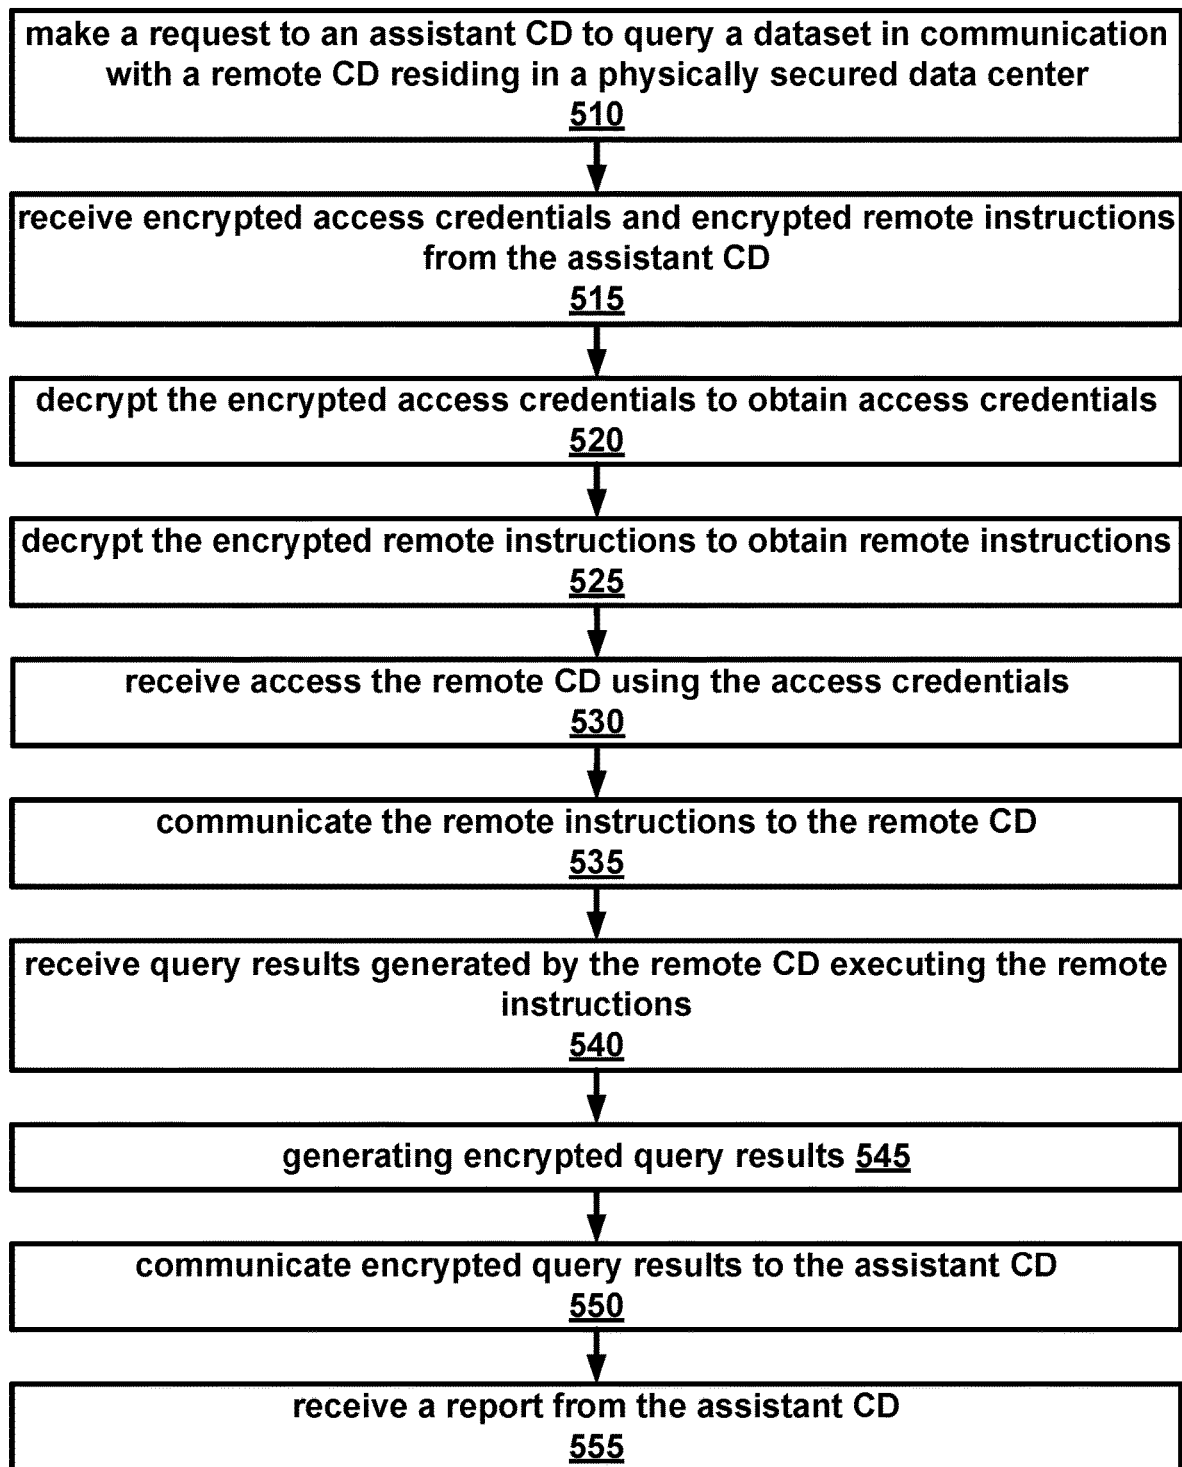 make a request to an assistant CD to query a dataset in communication
with a remote CD residing in a physically secured data center
510
receive encrypted access credentials and encrypted remote instructions
from the assistant CD
515
decrypt the encrypted access credentials to obtain access credentials
520
decrypt the encrypted remote instructions to obtain remote instructions
525
receive access the remote CD using the access credentials
530
communicate the remote instructions to the remote CD
535
receive query results generated by the remote CD executing the remote
instructions
540
generating encrypted query results 545
communicate encrypted query results to the assistant CD
550
receive a report from the assistant CD
555